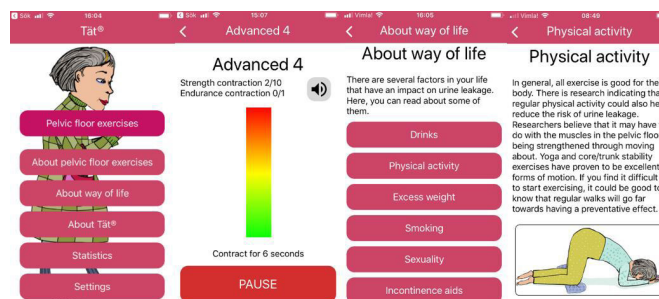 Sök
16:04
Tät®
Pelvic floor exercises
About pelvic floor exercises
About way of life
About Tät®
Statistics
Settings
Sök
15:07
Advanced 4
Advanced 4
Strength contraction 2/10
Endurance contraction 0/1
Contract for 6 seconds
PAUSE
Vimla!
16:05
About way of life
About way of life
There are several factors in your life
that have an impact on urine leakage.
Here, you can read about some of
them.
Drinks
Physical activity
Excess weight
Smoking
Sexuality
Incontinence aids
Vimla!
08:49
Physical activity
Physical activity
In general, all exercise is good for the
body. There is research indicating tha
regular physical activity could also he
reduce the risk of urine leakage.
Researchers believe that it may have
do with the muscles in the pelvic floo
being strengthened through moving
about. Yoga and core/trunk stability
exercises have proven to be excellent
forms of motion. If you find it difficult
to start exercising, it could be good to
know that regular walks will go far
towards having a preventative effect.